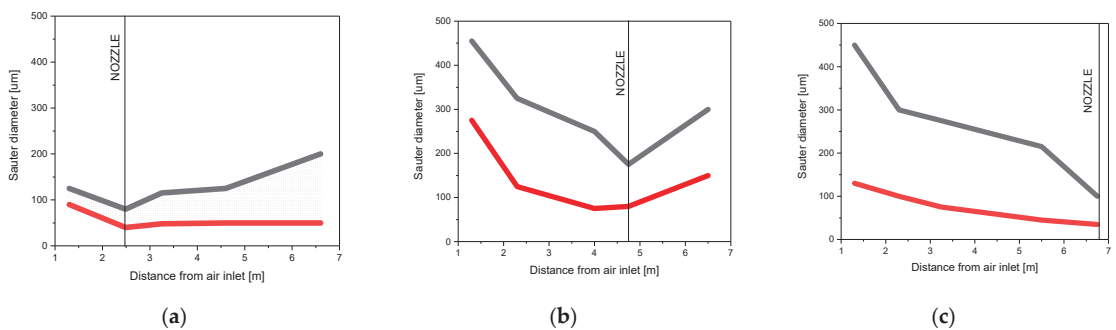 500
400
300
200
100
0
Sauter diameter [um]
NOZZLE
1 2 3 4 5 6 7
Distance from air inlet [m]
(a)
500
400
300
200
100
0
Sauter diameter [um]
NOZZLE
1 2 3 4 5 6 7
Distance from air inlet [m]
(b)
500
400
300
200
100
0
Sauter diameter [um]
NOZZLE
1 2 3 4 5 6 7
Distance from air inlet [m]
(c)